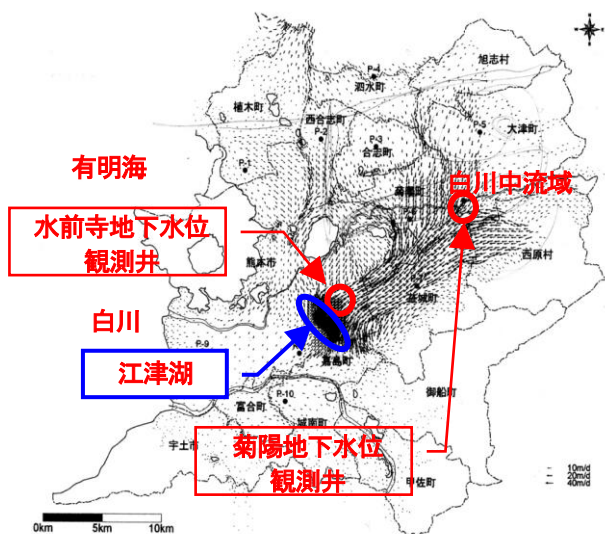 旭志村
P-4
泗水町
植木町
西合志町
P-2
P-3
合志町
P-5
大津町
P-1
有明海
白川中流域
菊陽町
水前寺地下水位
観測井
西原村
熊本市
益城町
白川
P-9
江津湖
嘉島町
御船町
P-10
富合町
城南町
宇土市
菊陽地下水位
観測井
甲佐町
10m/d
20m/d
40m/d
0km
5km
10km